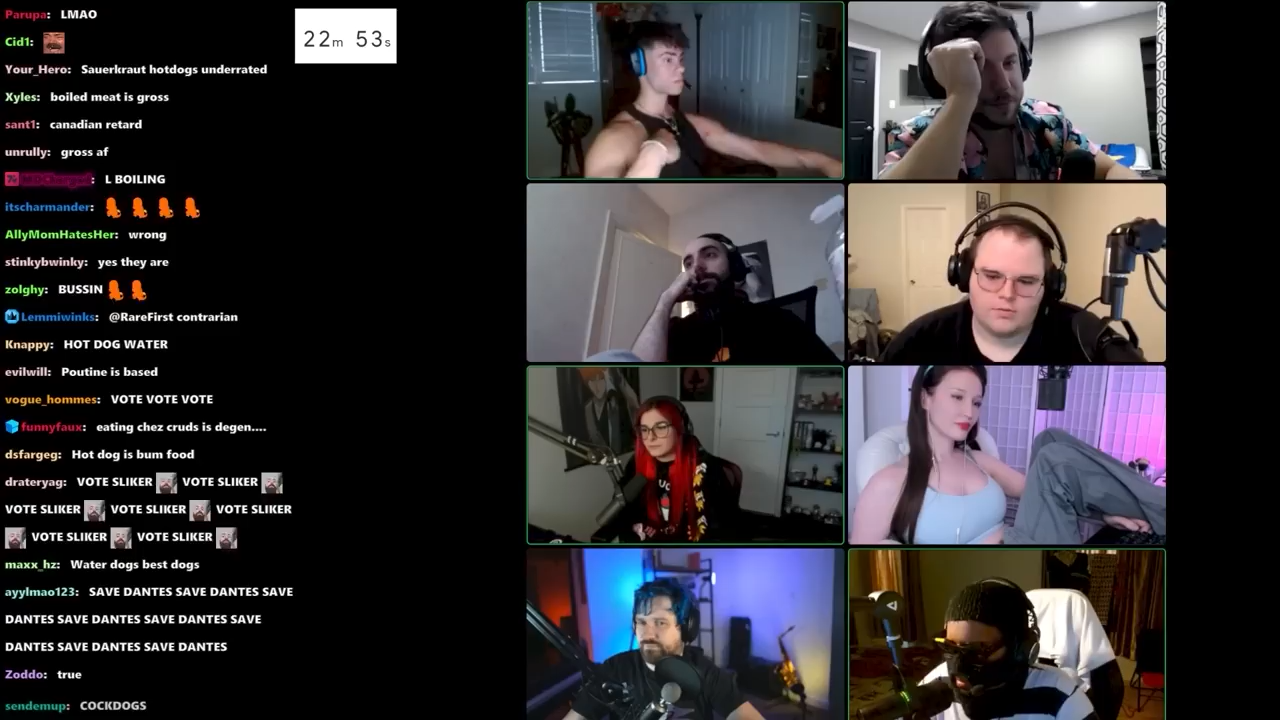 Parupa: LMAO
22m 53s
Cid1:
Your_Hero: Sauerkraut hotdogs underrated
Xyles: boiled meat is gross
sant1: canadian retard
unrully: gross af
: L BOILING
itscharmander:
AllyMomHatesHer: wrong
stinkybwinky: yes they are
zolghy: BUSSIN
Lemmiwinks: @RareFirst contrarian
Knappy: HOT DOG WATER
evilwill: Poutine is based
vogue_hommes: VOTE VOTE VOTE
funnyfaux: eating chez cruds is degen....
dsfargeg: Hot dog is bum food
drateryag: VOTE SLIKER VOTE SLIKER
VOTE SLIKER VOTE SLIKER VOTE SLIKER
VOTE SLIKER VOTE SLIKER
maxx_hz: Water dogs best dogs
ayylmao123: SAVE DANTES SAVE DANTES SAVE
DANTES SAVE DANTES SAVE DANTES SAVE
DANTES SAVE DANTES SAVE DANTES
Zoddo: true
sendemup: COCKDOGS